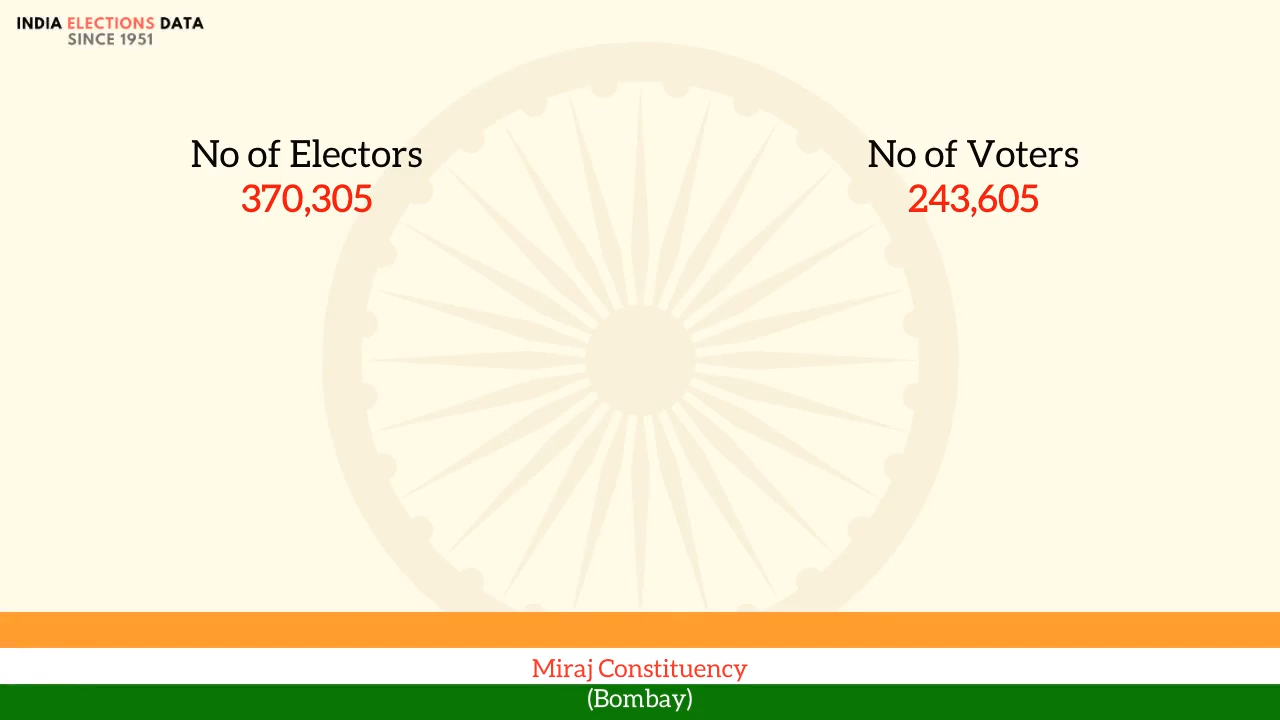 INDIA ELECTIONS DATA
SINCE 1951
No of Electors
370,305
No of Voters
243,605
Miraj Constituency
(Bombay)